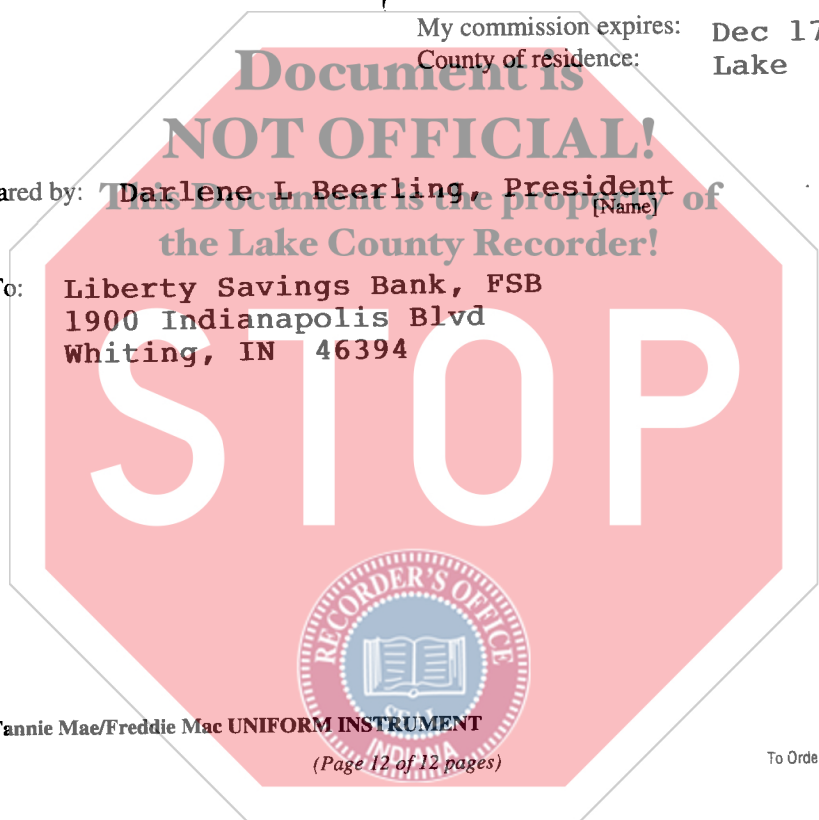 My commission expires: Dec 17
County of residence: Lake
Document is
NOT OFFICIAL!
ared by: Darlene L Beerling, President
This Document is the property of
[Name]
the Lake County Recorder!
To: Liberty Savings Bank, FSB
1900 Indianapolis Blvd
Whiting, IN 46394
STOP
RECORDER'S OFFICE
SEAL
INDIANA
Fannie Mae/Freddie Mac UNIFORM INSTRUMENT
(Page 12 of 12 pages)
To Orde